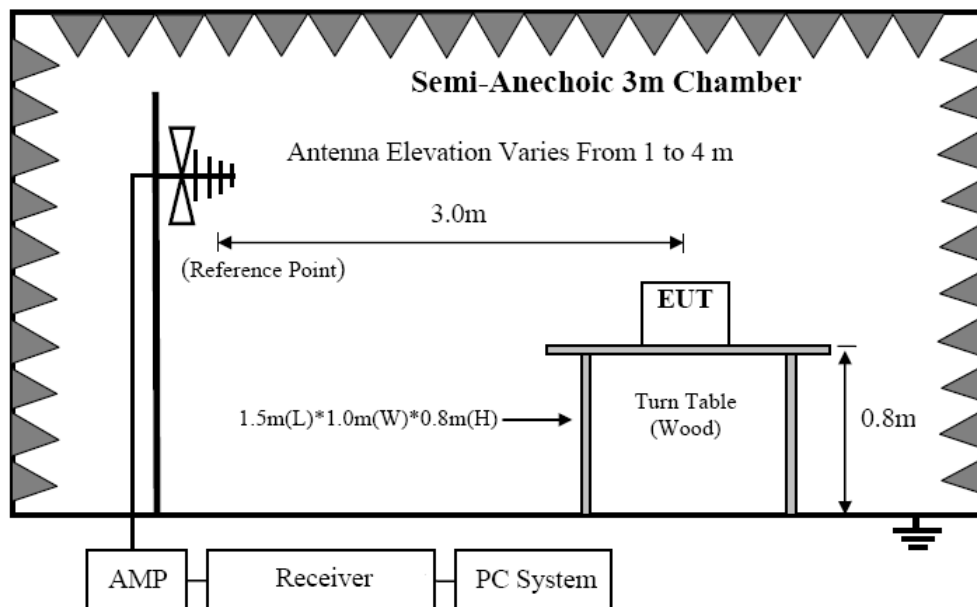 Semi-Anechoic 3m Chamber
Antenna Elevation Varies From 1 to 4 m
3.0m
(Reference Point)
EUT
1.5m(L)*1.0m(W)*0.8m(H)
Turn Table
(Wood)
0.8m
AMP
Receiver
PC System